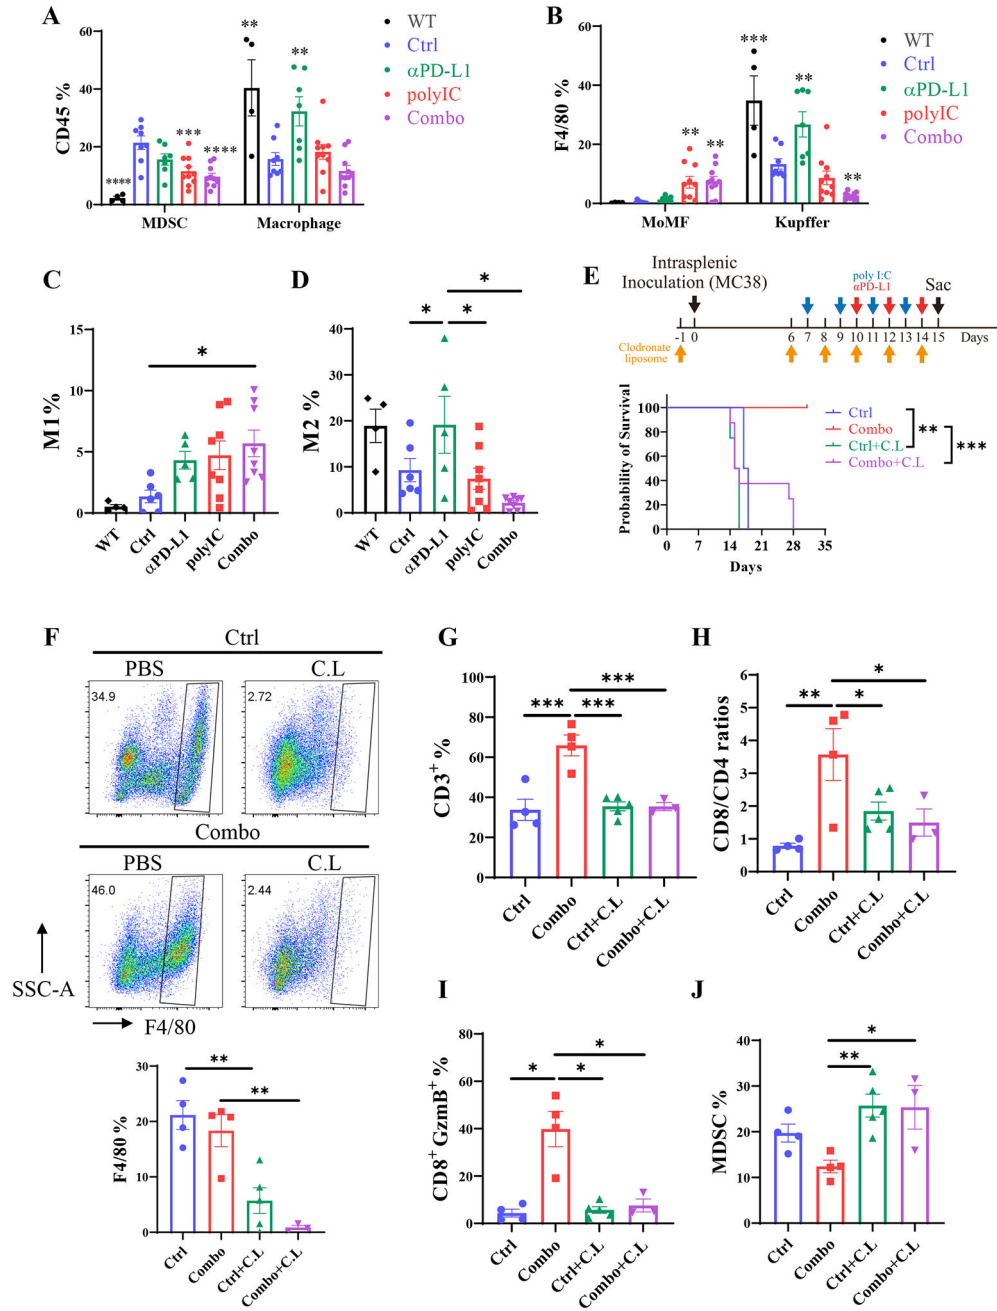 A
CD45 %
60
40
20
0
****
***
****
**
**
MDSC
Macrophage
WT
Ctrl
αPD-L1
polyIC
Combo
B
F4/80 %
60
40
20
0
**
**
***
**
**
MoMF
Kupffer
WT
Ctrl
αPD-L1
polyIC
Combo
C
M1 %
15
10
5
0
*
WT
Ctrl
αPD-L1
polyIC
Combo
D
M2 %
40
30
20
10
0
*
*
*
WT
Ctrl
αPD-L1
polyIC
Combo
E
Intrasplenic
Inoculation (MC38)
poly I:C
αPD-L1
Sac
-1 0 6 7 8 9 10 11 12 13 14 15 Days
Clodronate
liposome
Probability of Survival
100
80
60
40
20
0
0 7 14 21 28 35
Days
Ctrl
Combo
Ctrl+C.L
Combo+C.L
**
***
F
Ctrl
PBS C.L
34.9 2.72
Combo
PBS C.L
46.0 2.44
SSC-A
F4/80
F4/80 %
30
20
10
0
**
**
Ctrl
Combo
Ctrl+C.L
Combo+C.L
G
CD3+ %
100
80
60
40
20
0
***
*** ***
Ctrl
Combo
Ctrl+C.L
Combo+C.L
H
CD8/CD4 ratios
6
5
4
3
2
1
0
*
** *
Ctrl
Combo
Ctrl+C.L
Combo+C.L
I
CD8+ GzmB+ %
80
60
40
20
0
*
* *
Ctrl
Combo
Ctrl+C.L
Combo+C.L
J
MDSC %
40
30
20
10
0
*
**
Ctrl
Combo
Ctrl+C.L
Combo+C.L